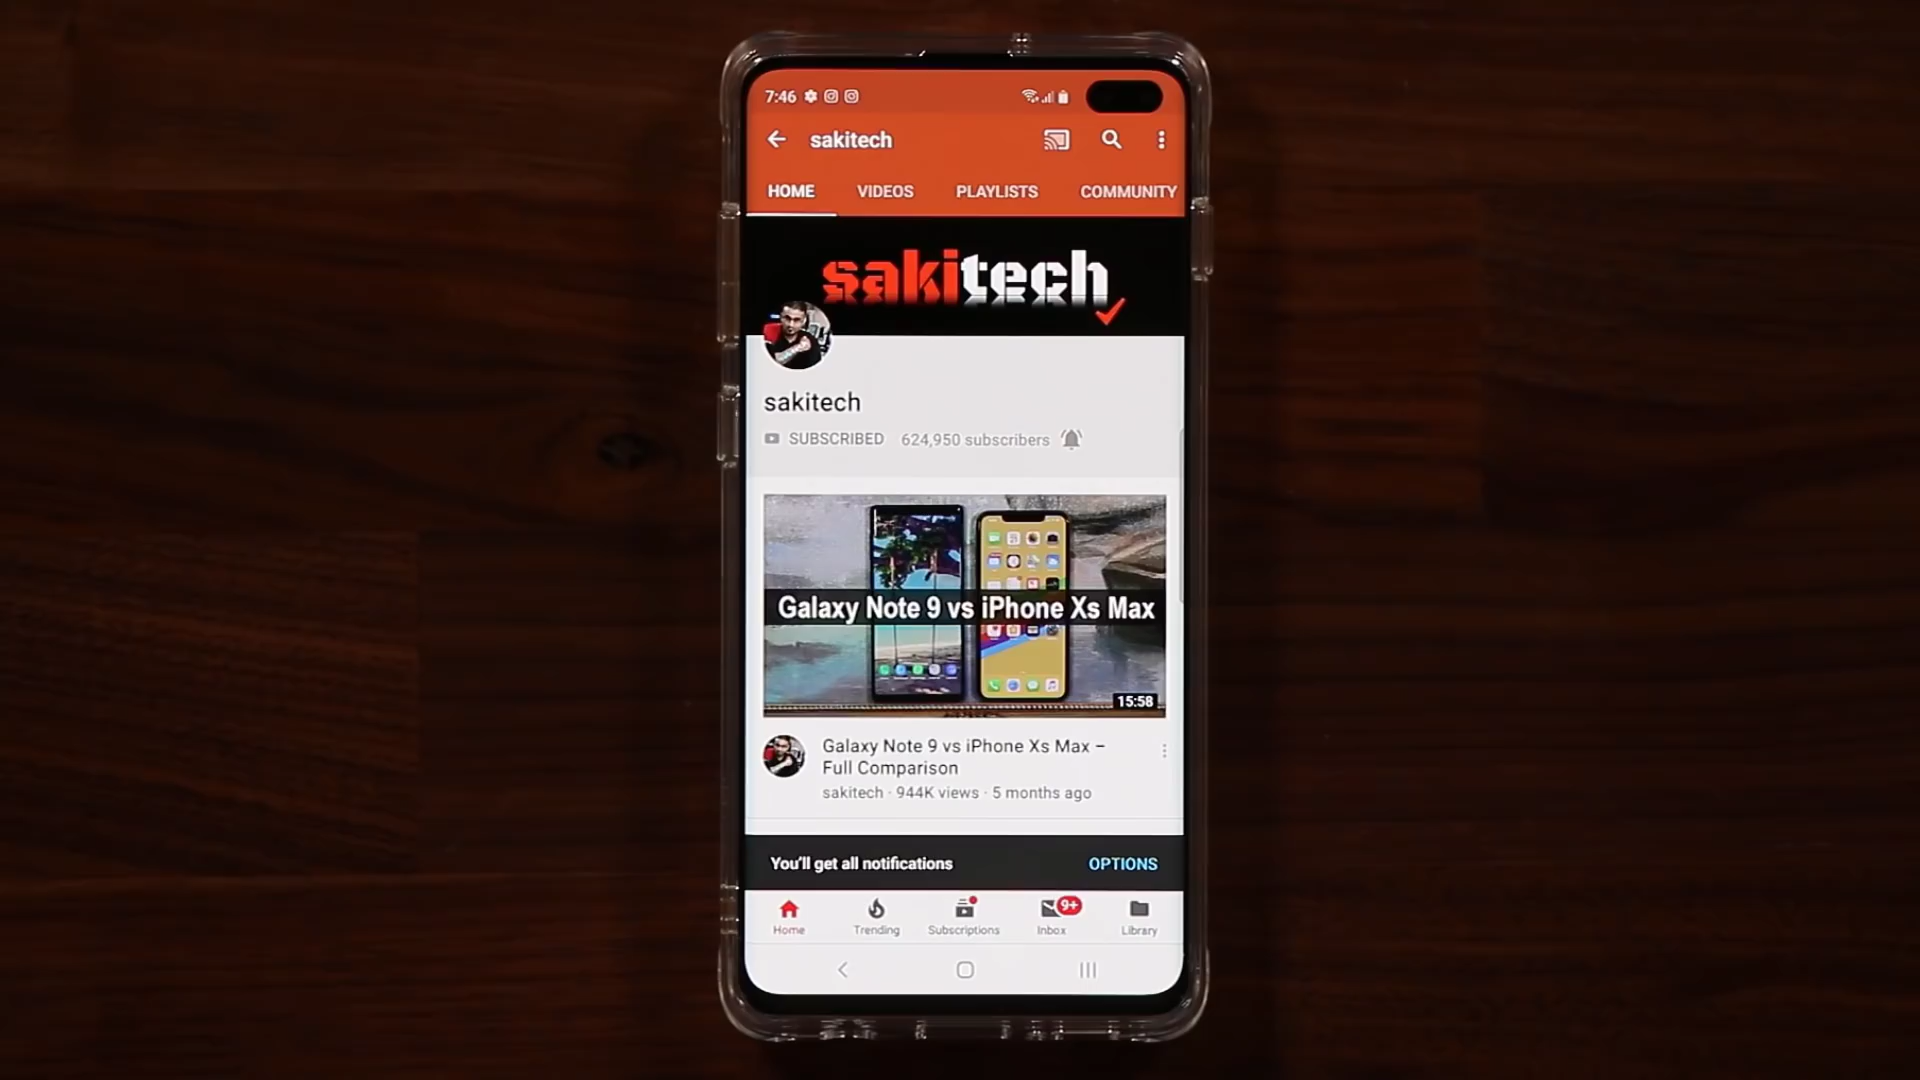 7:46
sakitech
HOME VIDEOS PLAYLISTS COMMUNITY
sakitech
sakitech
SUBSCRIBED 624,950 subscribers
Galaxy Note 9 vs iPhone Xs Max
15:58
Galaxy Note 9 vs iPhone Xs Max –
Full Comparison
sakitech · 944K views · 5 months ago
You'll get all notifications OPTIONS
9+
Home Trending Subscriptions Inbox Library